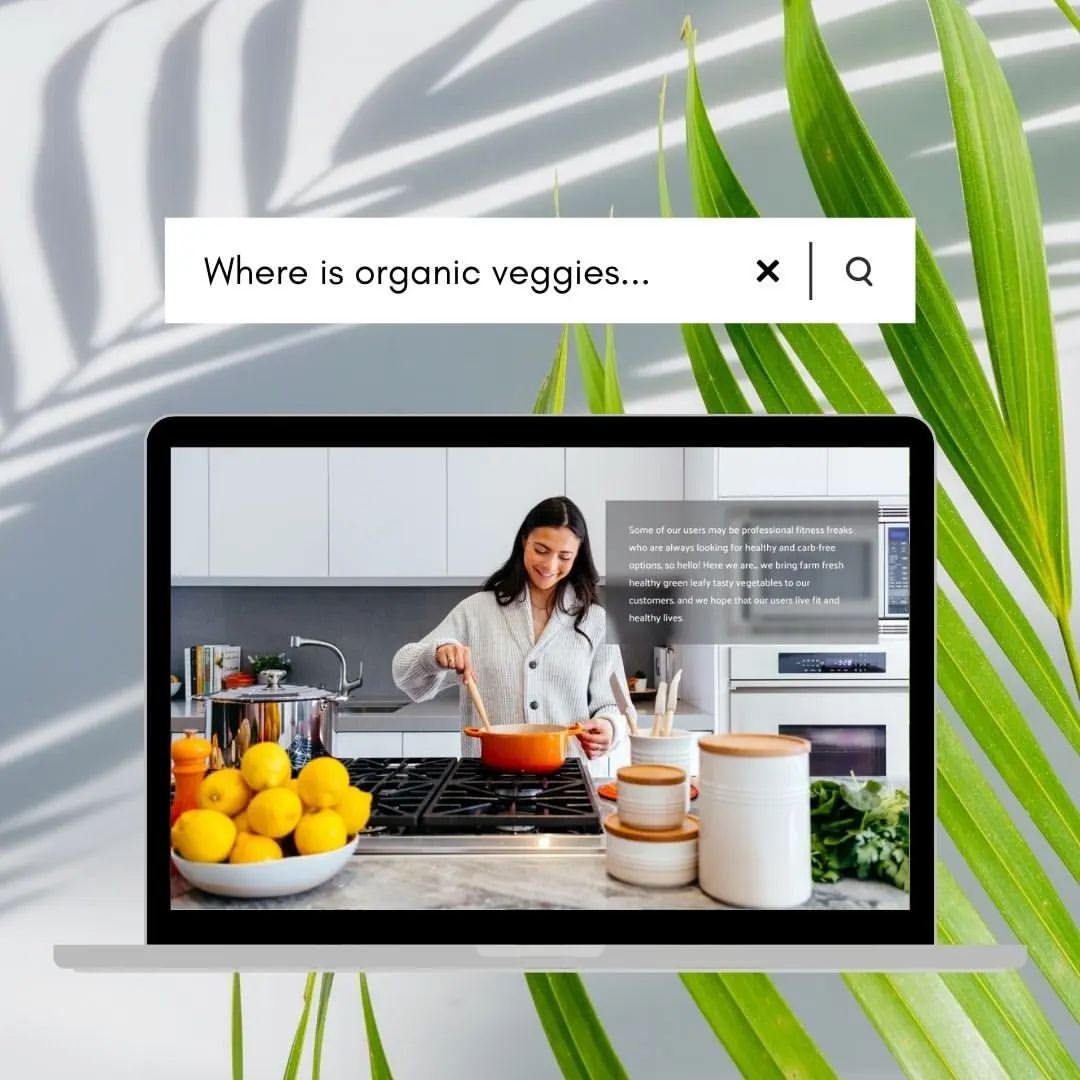 Where is organic veggies...
Some of our users may be professional fitness freaks
who are always looking for healthy and carb-free
options, so hello! Here we are... we bring farm fresh
healthy green leafy tasty vegetables to our
customers, and we hope that our users live fit and
healthy lives.